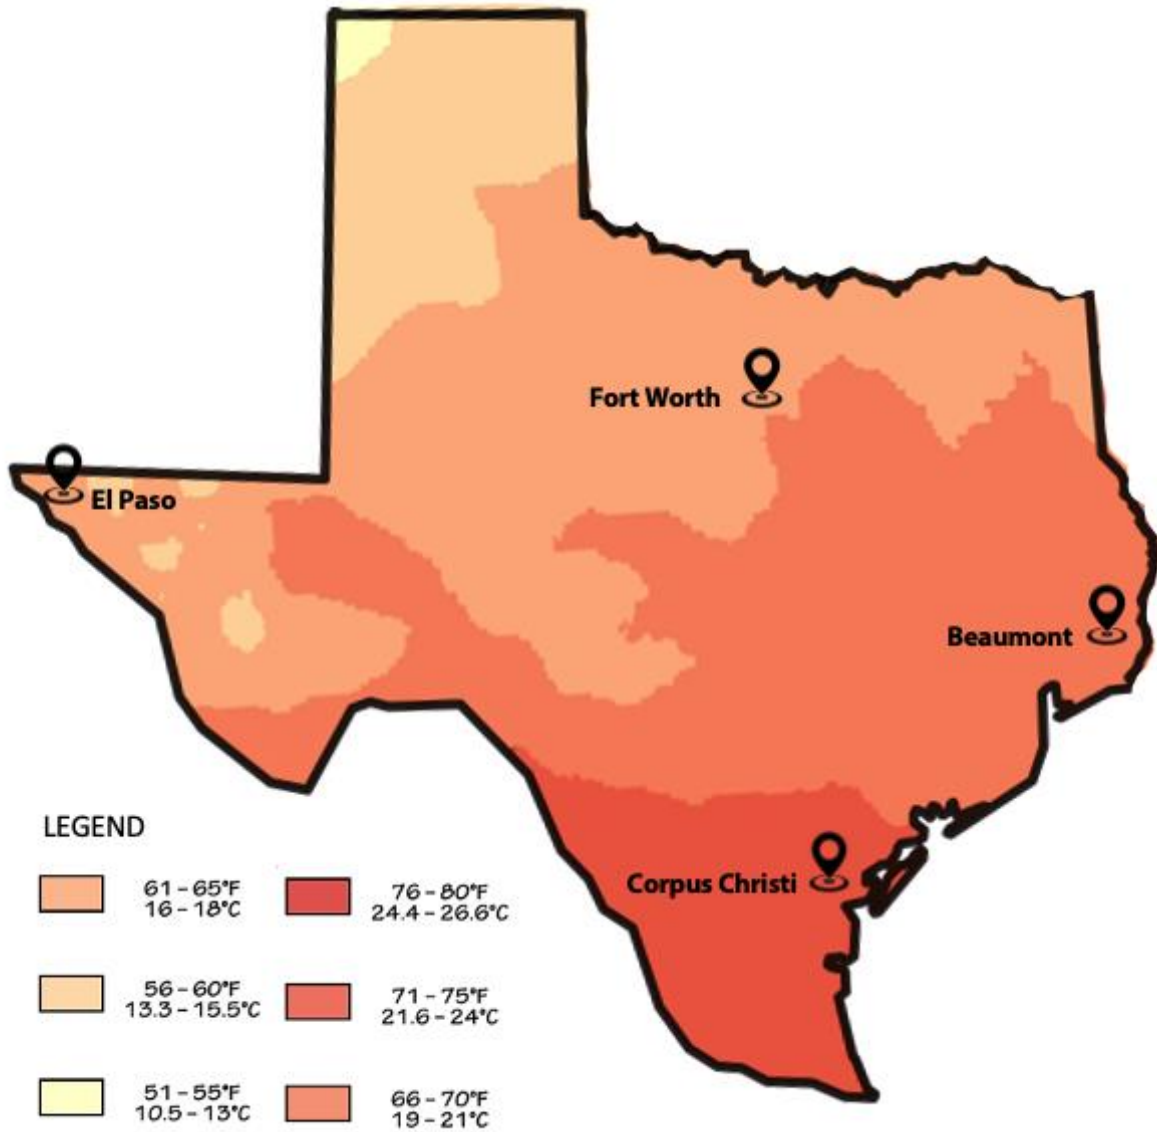 Fort Worth
El Paso
Beaumont
Corpus Christi
LEGEND
61 – 65°F
16 – 18°C
76 – 80°F
24.4 – 26.6°C
56 – 60°F
13.3 – 15.5°C
71 – 75°F
21.6 – 24°C
51 – 55°F
10.5 – 13°C
66 – 70°F
19 – 21°C